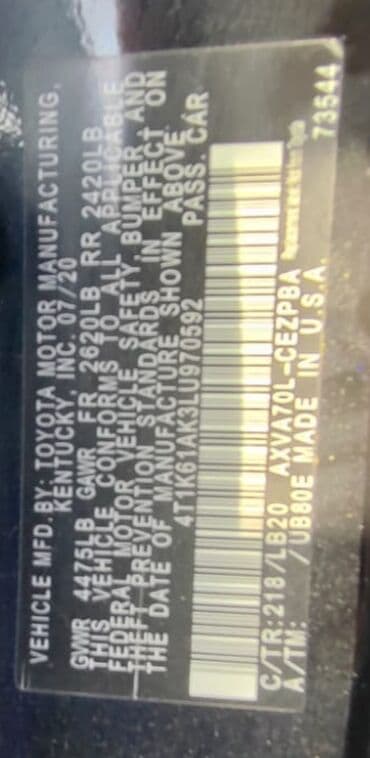 VEHICLE MFD.BY: TOYOTA MOTOR MANUFACTURING,
KENTUCKY, INC. 07/20
GVWR 4475LB GAWR FR 2620LB RR 2420LB
THIS VEHICLE CONFORMS TO ALL APPLICABLE
FEDERAL MOTOR VEHICLE SAFETY, BUMPER AND
THEFT PREVENTION STANDARDS IN EFFECT ON
THE DATE OF MANUFACTURE SHOWN ABOVE.
4T1K61AK3LU970592 PASS. CAR
C/TR:218/LB20 AXVA70L-CEZPBA
A/TM: /UB80E MADE IN U.S.A. 73544